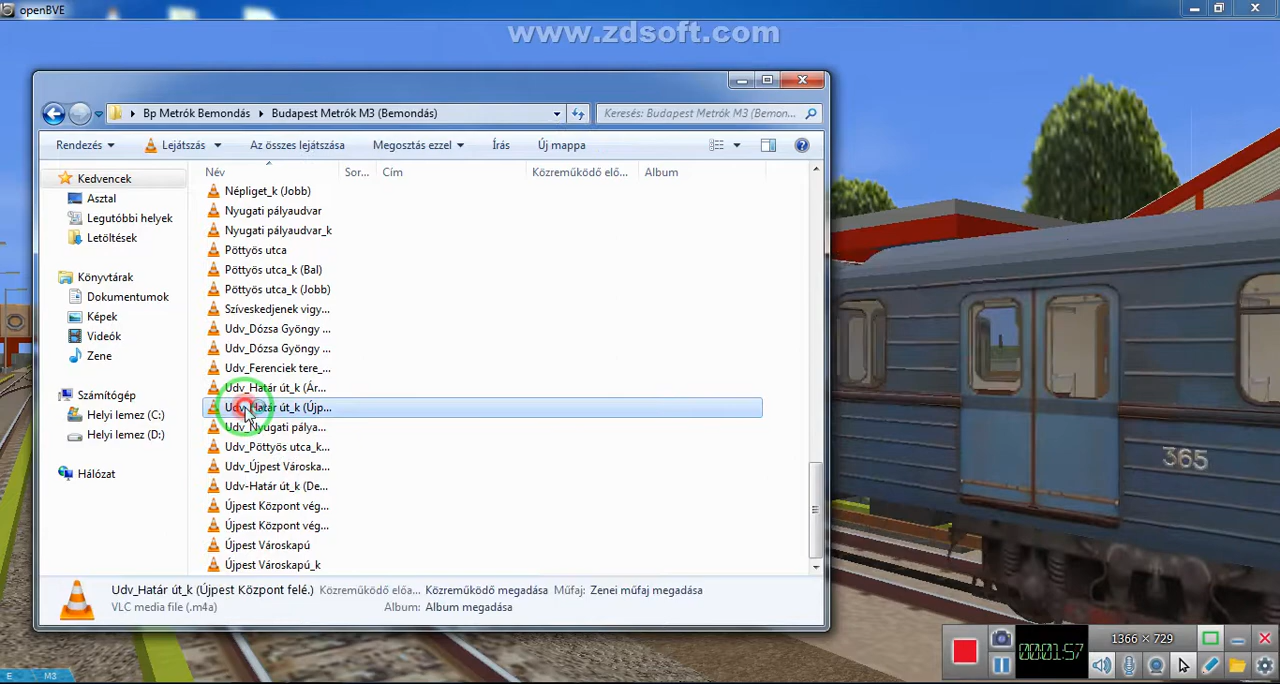 openBVE
www.zdsoft.com
Bp Metrók Bemondás
Budapest Metrók M3 (Bemondás)
Keresés: Budapest Metrók M3 (Bemon...
Rendezés
Lejátszás
Az összes lejátszása
Megosztás ezzel
Írás
Új mappa
Név
Sor...
Cím
Közreműködő elő...
Album
Kedvencek
Asztal
Legutóbbi helyek
Letöltések
Könyvtárak
Dokumentumok
Képek
Videók
Zene
Számítógép
Helyi lemez (C:)
Helyi lemez (D:)
Hálózat
Népliget_k (Jobb)
Nyugati pályaudvar
Nyugati pályaudvar_k
Pöttyös utca
Pöttyös utca_k (Bal)
Pöttyös utca_k (Jobb)
Szíveskedjenek vigy...
Udv_Dózsa György ...
Udv_Dózsa György ...
Udv_Ferenciek tere_...
Udv_Határ út_k (Ár...
Udv_Határ út_k (Újp...
Udv_Nyugati pálya...
Udv_Pöttyös utca_k...
Udv_Újpest Városka...
Udv-Határ út_k (De...
Újpest Központ vég...
Újpest Központ vég...
Újpest Városkapú
Újpest Városkapú_k
Udv_Határ út_k (Újpest Központ felé.)
Közreműködő előa...
Közreműködő megadása
Műfaj:
Zenei műfaj megadása
VLC media file (.m4a)
Album:
Album megadása
365
1366 × 729
00:01:57
E
M3